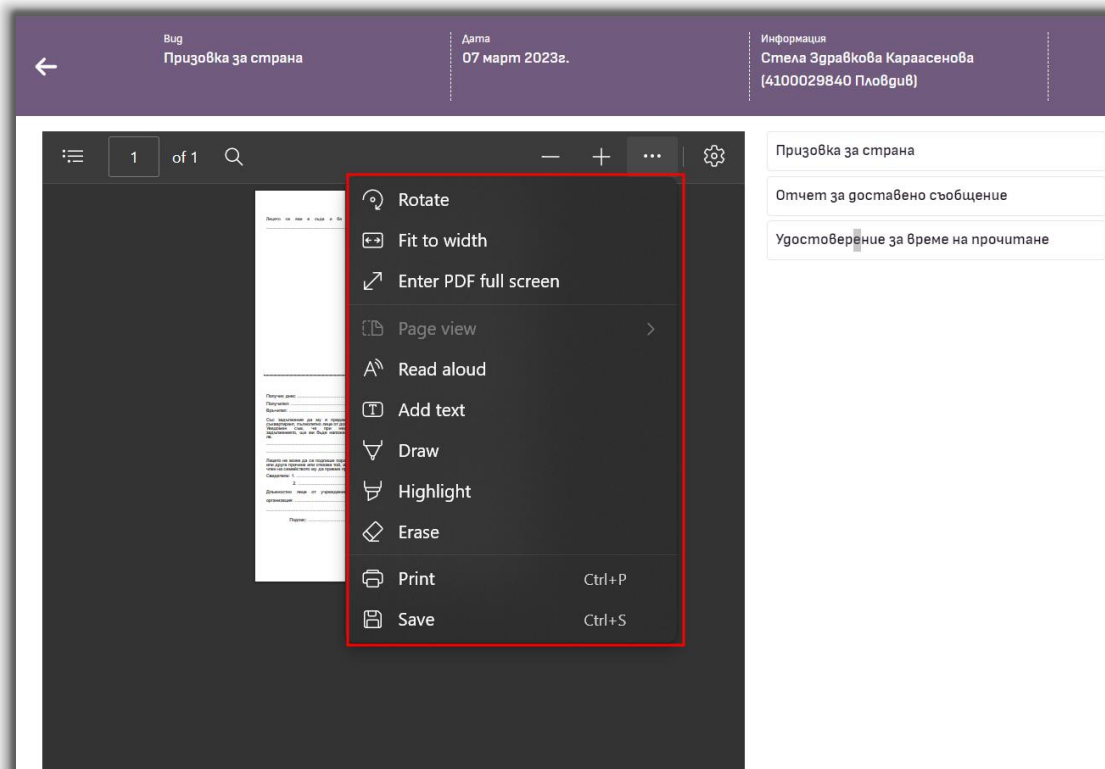 Вид
Призовка за страна
Дата
07 март 2023г.
Информация
Стела Здравкова Караасенова
(4100029840 Пловдив)
1
of 1
Призовка за страна
Отчет за доставено съобщение
Удостоверение за време на прочитане
Rotate
Fit to width
Enter PDF full screen
Page view
Read aloud
Add text
Draw
Highlight
Erase
Print Ctrl+P
Save Ctrl+S